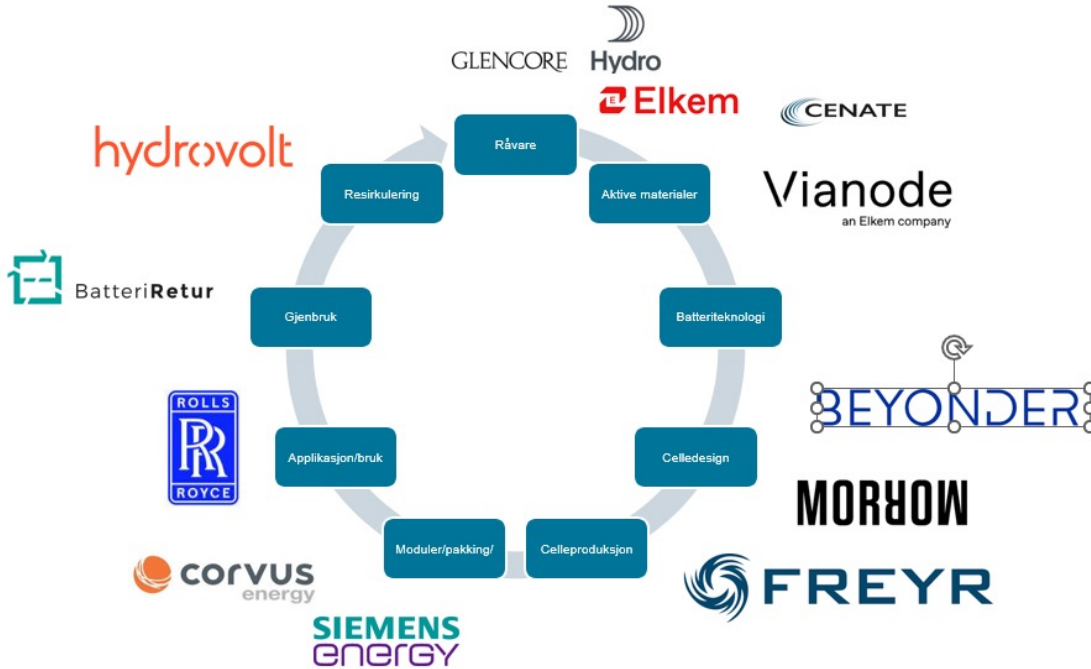 GLENCORE
Hydro
Elkem
CENATE
hydrovolt
Råvare
Resirkulering
Aktive materialer
Vianode
an Elkem company
BatteriRetur
Gjenbruk
Batteriteknologi
BEYONDER
ROLLS
RR
ROYCE
Applikasjon/bruk
Celledesign
MORROW
Moduler/pakking/
Celleproduksjon
corvus
energy
FREYR
SIEMENS
energy